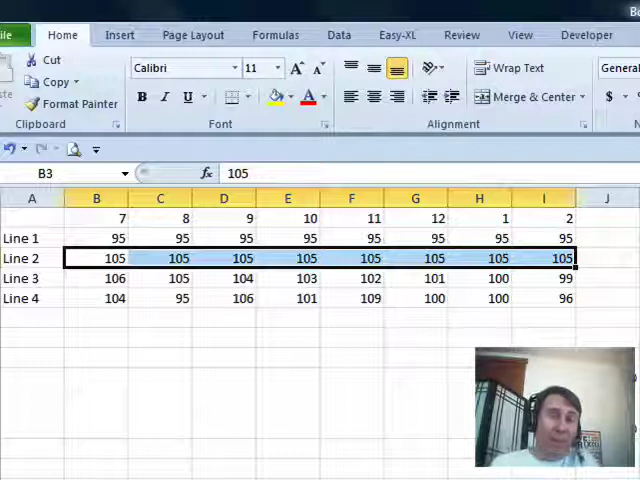 Bo
ile Home Insert Page Layout Formulas Data Easy-XL Review View Developer
Cut Calibri 11 A A Wrap Text General
Copy
ste Format Painter B I U A Merge & Center $
Clipboard Font Alignment N
B3 fx 105
A B C D E F G H I J
7 8 9 10 11 12 1 2
Line 1 95 95 95 95 95 95 95 95
Line 2 105 105 105 105 105 105 105 105
Line 3 106 105 104 103 102 101 100 99
Line 4 104 95 106 101 109 100 100 96